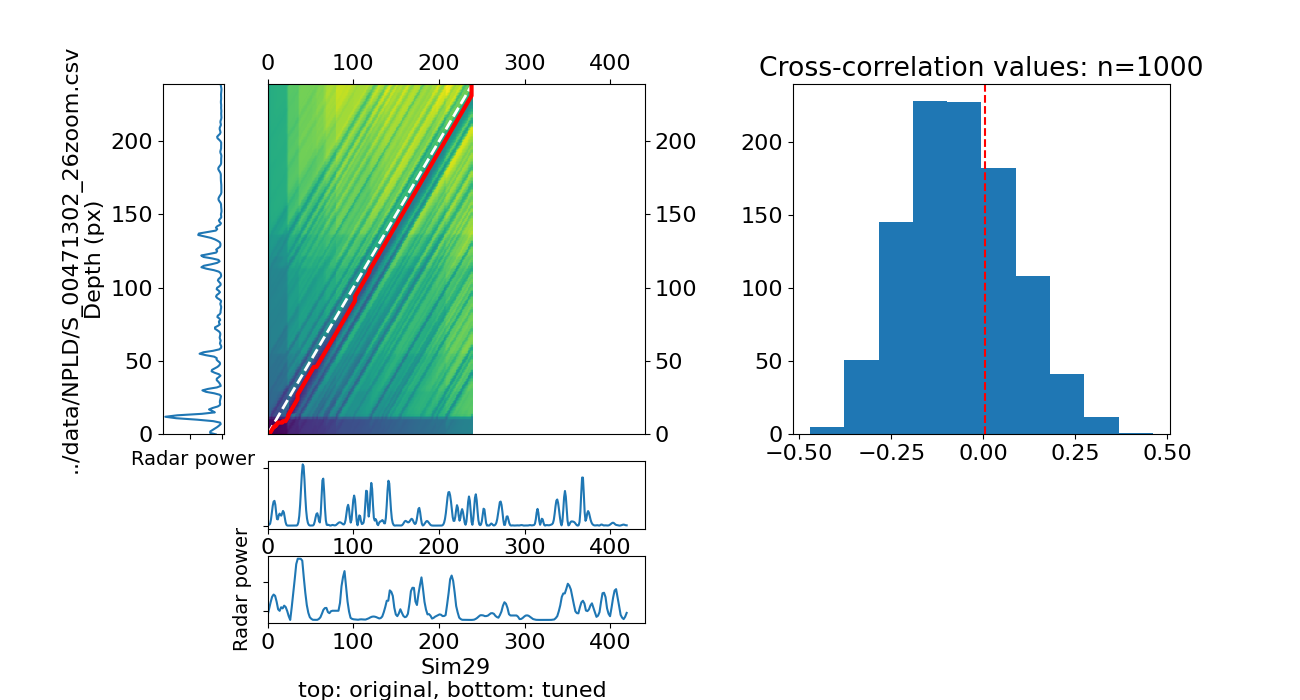 0 100 200 300 400
Cross-correlation values: n=1000
../data/NPLD/S_00471302_26zoom.csv
Depth (px)
200 200 200
150 150 150
100 100 100
50 50 50
0 0 0
−0.50 −0.25 0.00 0.25 0.50
Radar power
0 100 200 300 400
Radar power
0 100 200 300 400
Sim29
top: original, bottom: tuned